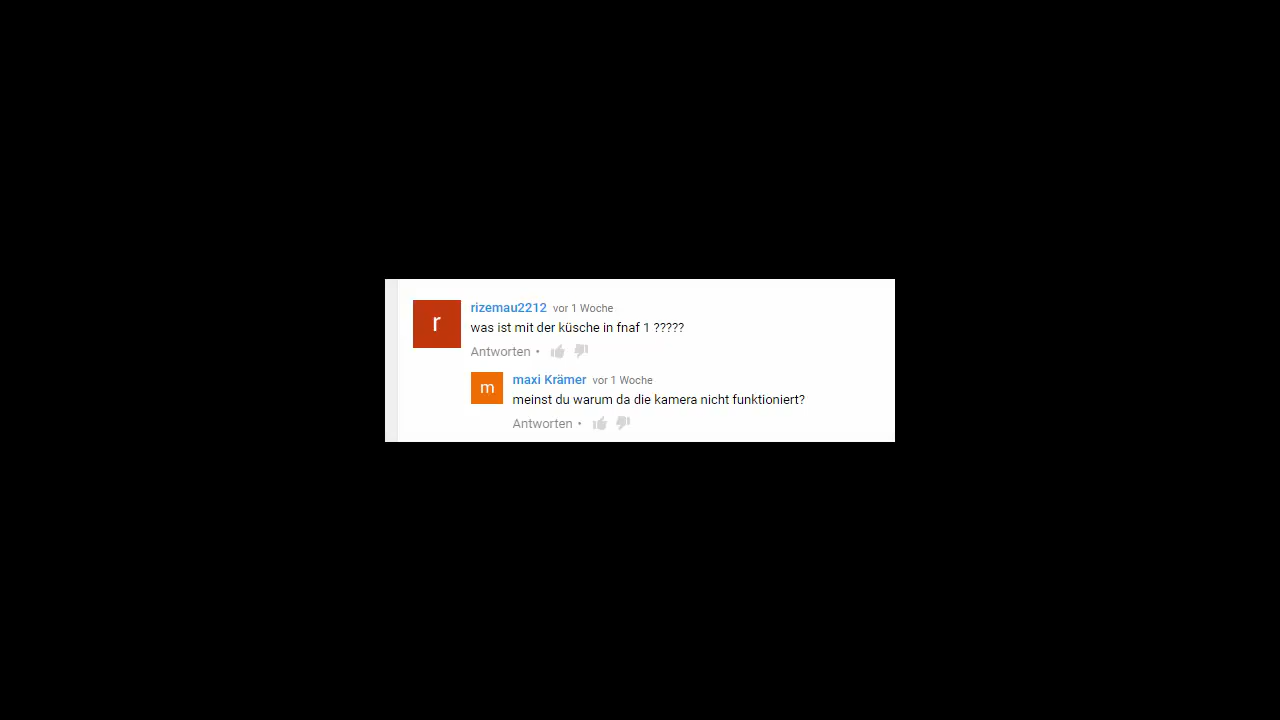 r
rizemau2212 vor 1 Woche
was ist mit der küsche in fnaf 1 ?????
Antworten •
m
maxi Krämer vor 1 Woche
meinst du warum da die kamera nicht funktioniert?
Antworten •